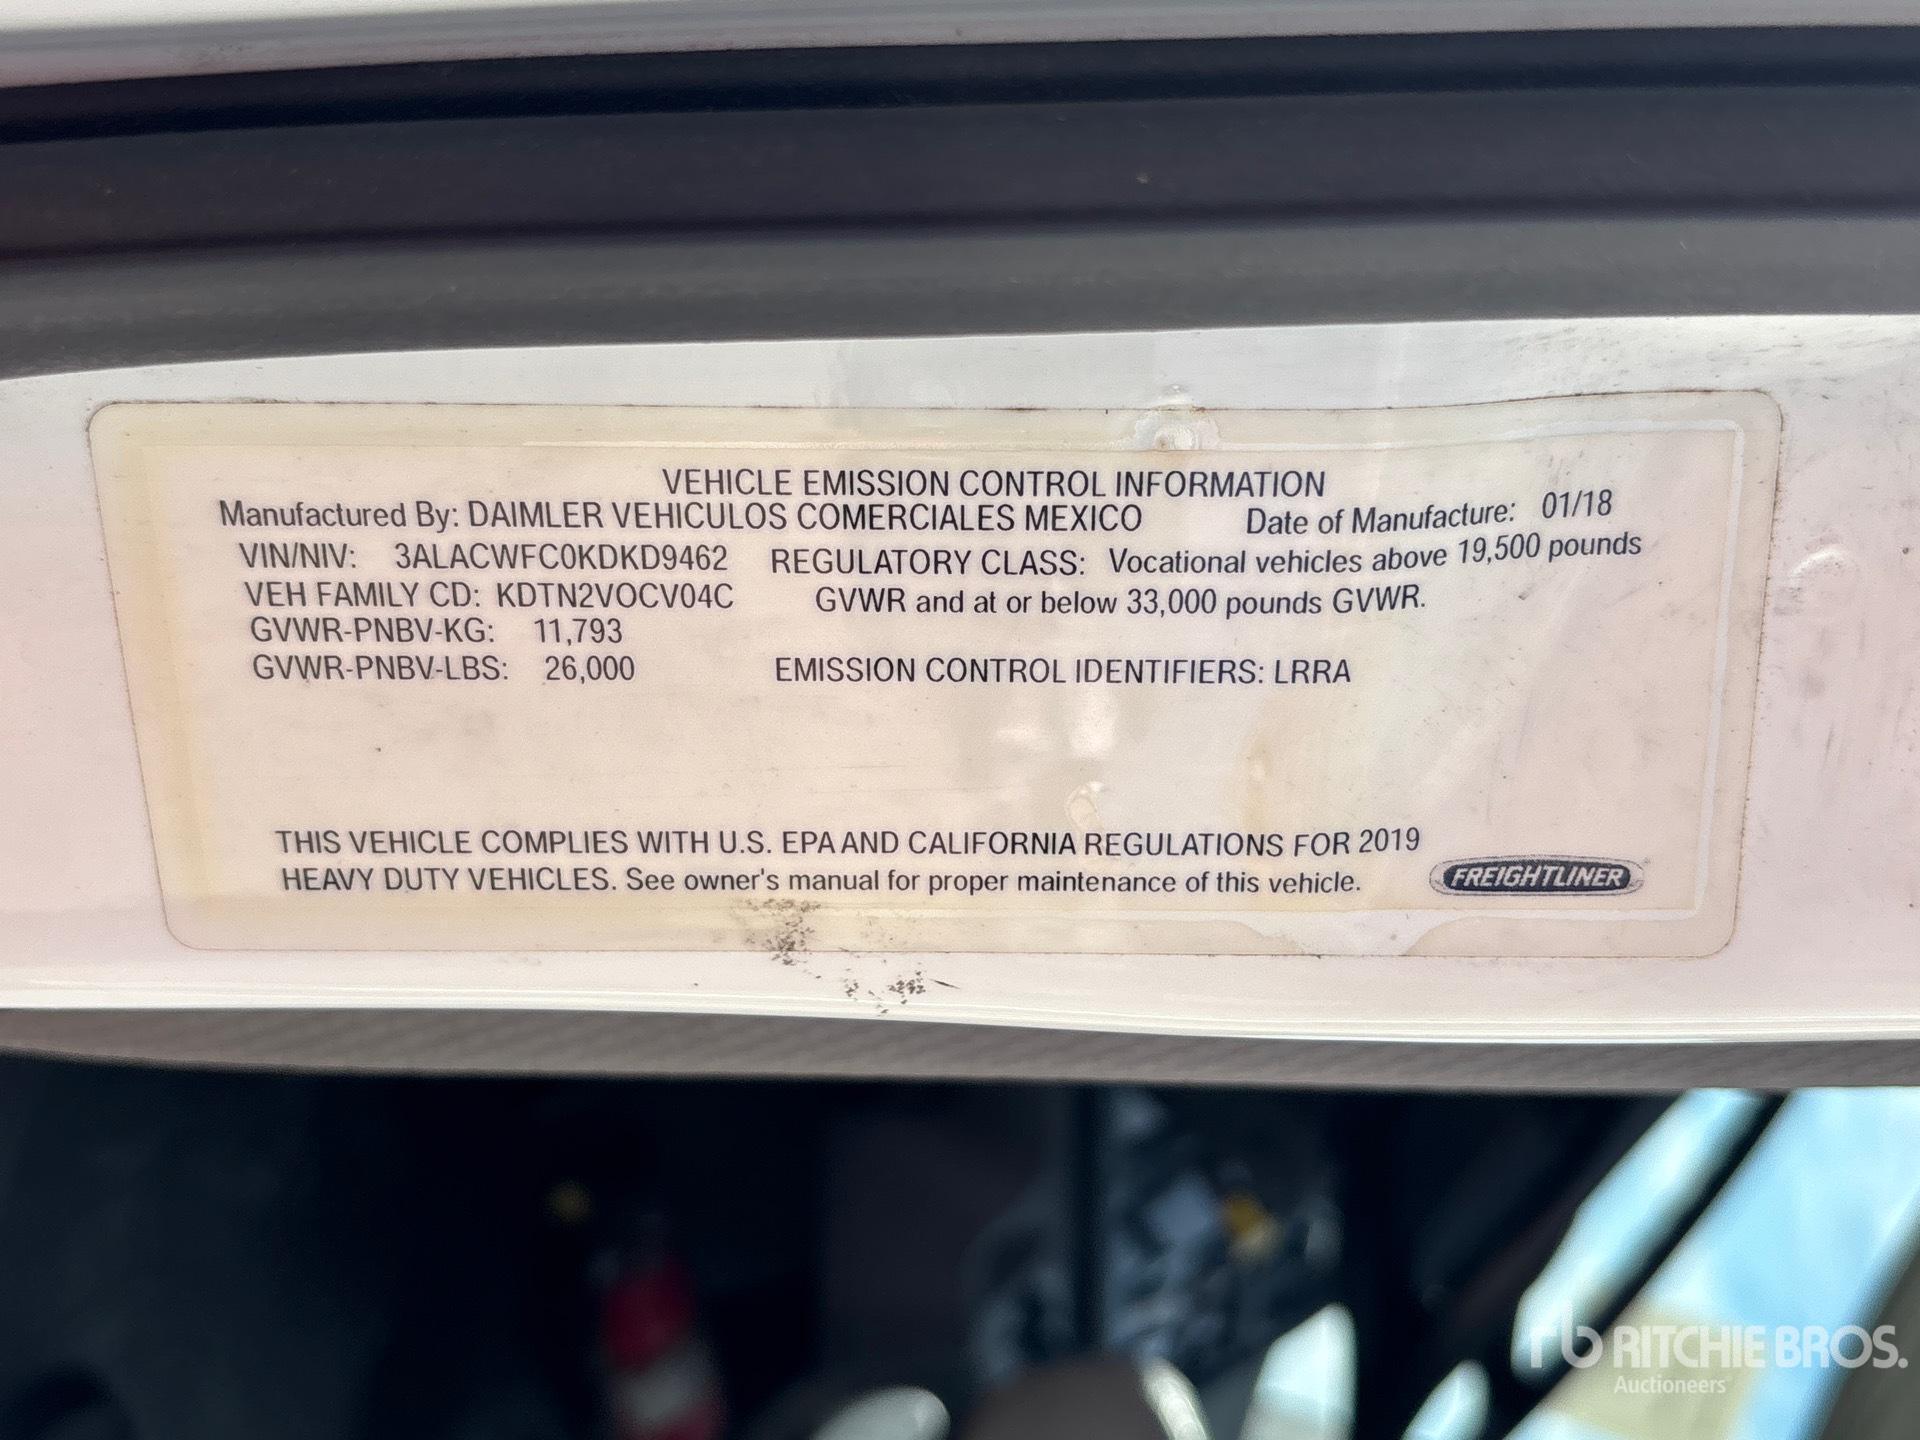 VEHICLE EMISSION CONTROL INFORMATION
Manufactured By: DAIMLER VEHICULOS COMERCIALES MEXICO Date of Manufacture: 01/18
VIN/NIV: 3ALACWFC0KDKD9462 REGULATORY CLASS: Vocational vehicles above 19,500 pounds
VEH FAMILY CD: KDTN2VOCV04C GVWR and at or below 33,000 pounds GVWR.
GVWR-PNBV-KG: 11,793
GVWR-PNBV-LBS: 26,000 EMISSION CONTROL IDENTIFIERS: LRRA
THIS VEHICLE COMPLIES WITH U.S. EPA AND CALIFORNIA REGULATIONS FOR 2019
HEAVY DUTY VEHICLES. See owner's manual for proper maintenance of this vehicle.
FREIGHTLINER
rb RITCHIE BROS.
Auctioneers